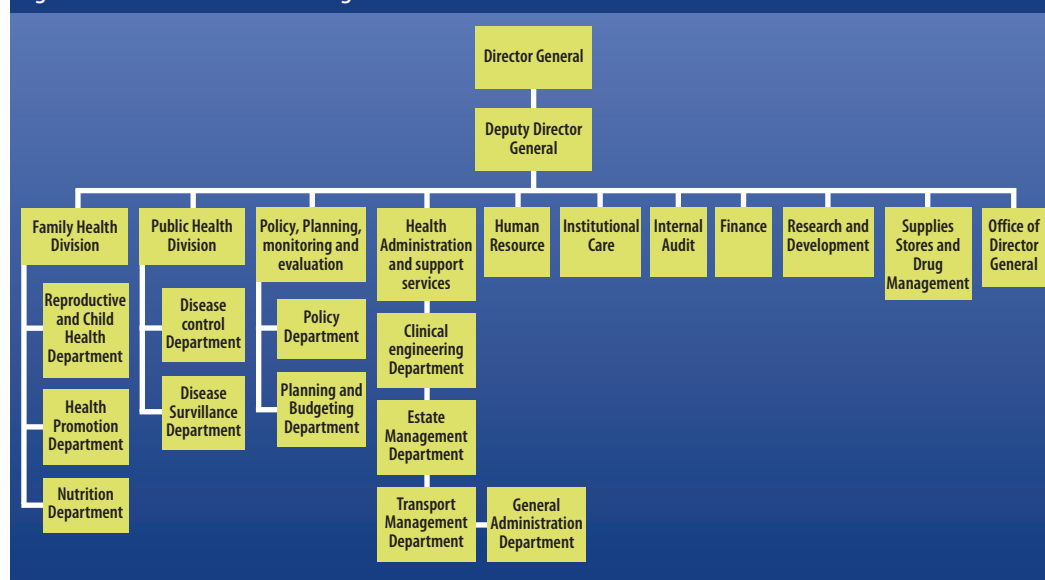 Director General
Deputy Director
General
Family Health
Division
Public Health
Division
Policy, Planning,
monitoring and
evaluation
Health
Administration
and support
services
Human
Resource
Institutional
Care
Internal
Audit
Finance
Research and
Development
Supplies
Stores and
Drug
Management
Office of
Director
General
Reproductive
and Child
Health
Department
Health
Promotion
Department
Nutrition
Department
Disease
control
Department
Disease
Survillance
Department
Policy
Department
Planning and
Budgeting
Department
Clinical
engineering
Department
Estate
Management
Department
Transport
Management
Department
General
Administration
Department